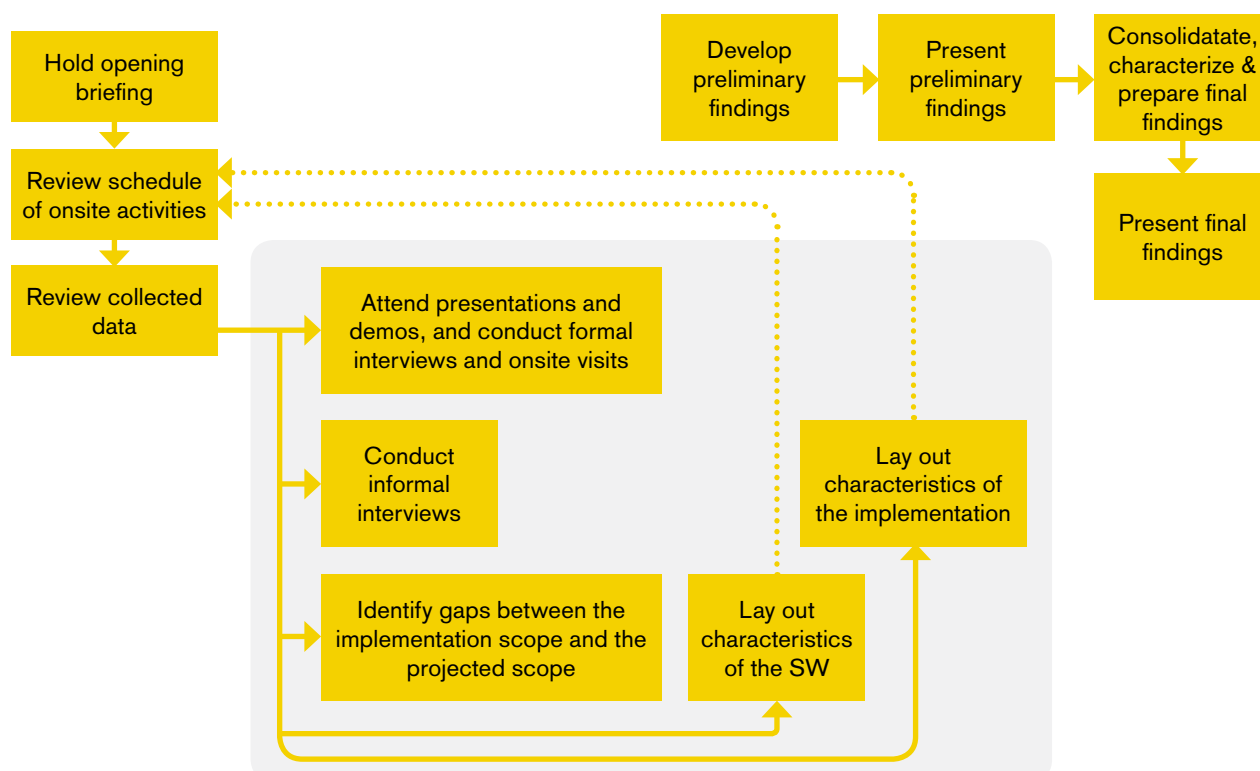 Hold opening
briefing
Review schedule
of onsite activities
Review collected
data
Develop
preliminary
findings
Present
preliminary
findings
Consolidatate,
characterize &
prepare final
findings
Present final
findings
Attend presentations and
demos, and conduct formal
interviews and onsite visits
Conduct
informal
interviews
Identify gaps between the
implementation scope and the
projected scope
Lay out
characteristics
of the SW
Lay out
characteristics of
the implementation